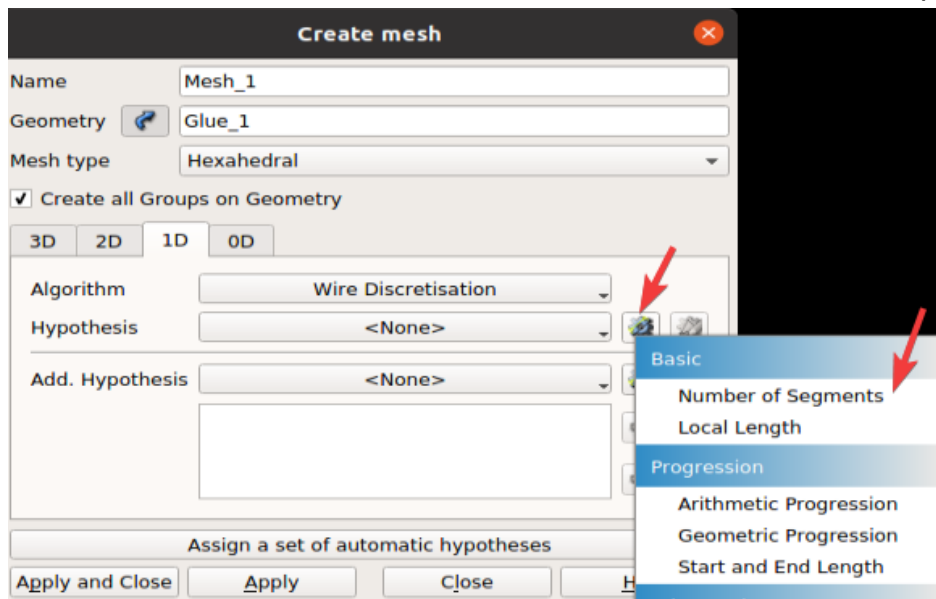 Create mesh
Name Mesh_1
Geometry Glue_1
Mesh type Hexahedral
Create all Groups on Geometry
3D 2D 1D 0D
Algorithm Wire Discretisation
Hypothesis <None>
Basic
Add. Hypothesis <None>
Number of Segments
Local Length
Progression
Arithmetic Progression
Geometric Progression
Start and End Length
Assign a set of automatic hypotheses
Apply and Close Apply Close H